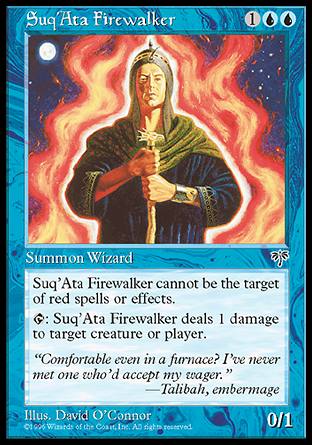 Suq'Ata Firewalker 1
Summon Wizard
Suq'Ata Firewalker cannot be the target
of red spells or effects.
: Suq'Ata Firewalker deals 1 damage
to target creature or player.
"Comfortable even in a furnace? I've never
met one who'd accept my wager."
—Talibah, embermage
Illus. David O'Connor
©1996 Wizards of the Coast, Inc. All rights reserved.
0/1